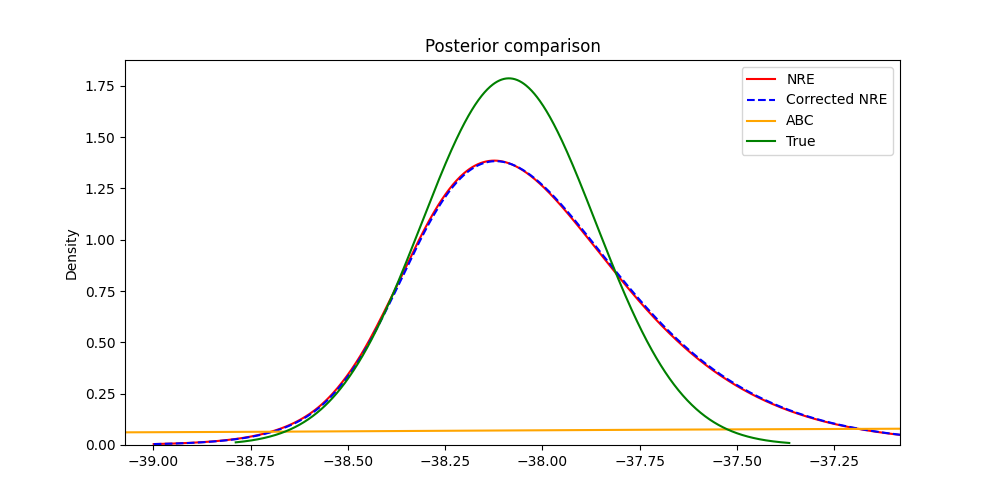 Posterior comparison
NRE
Corrected NRE
ABC
True
Density
1.75
1.50
1.25
1.00
0.75
0.50
0.25
0.00
−39.00 −38.75 −38.50 −38.25 −38.00 −37.75 −37.50 −37.25